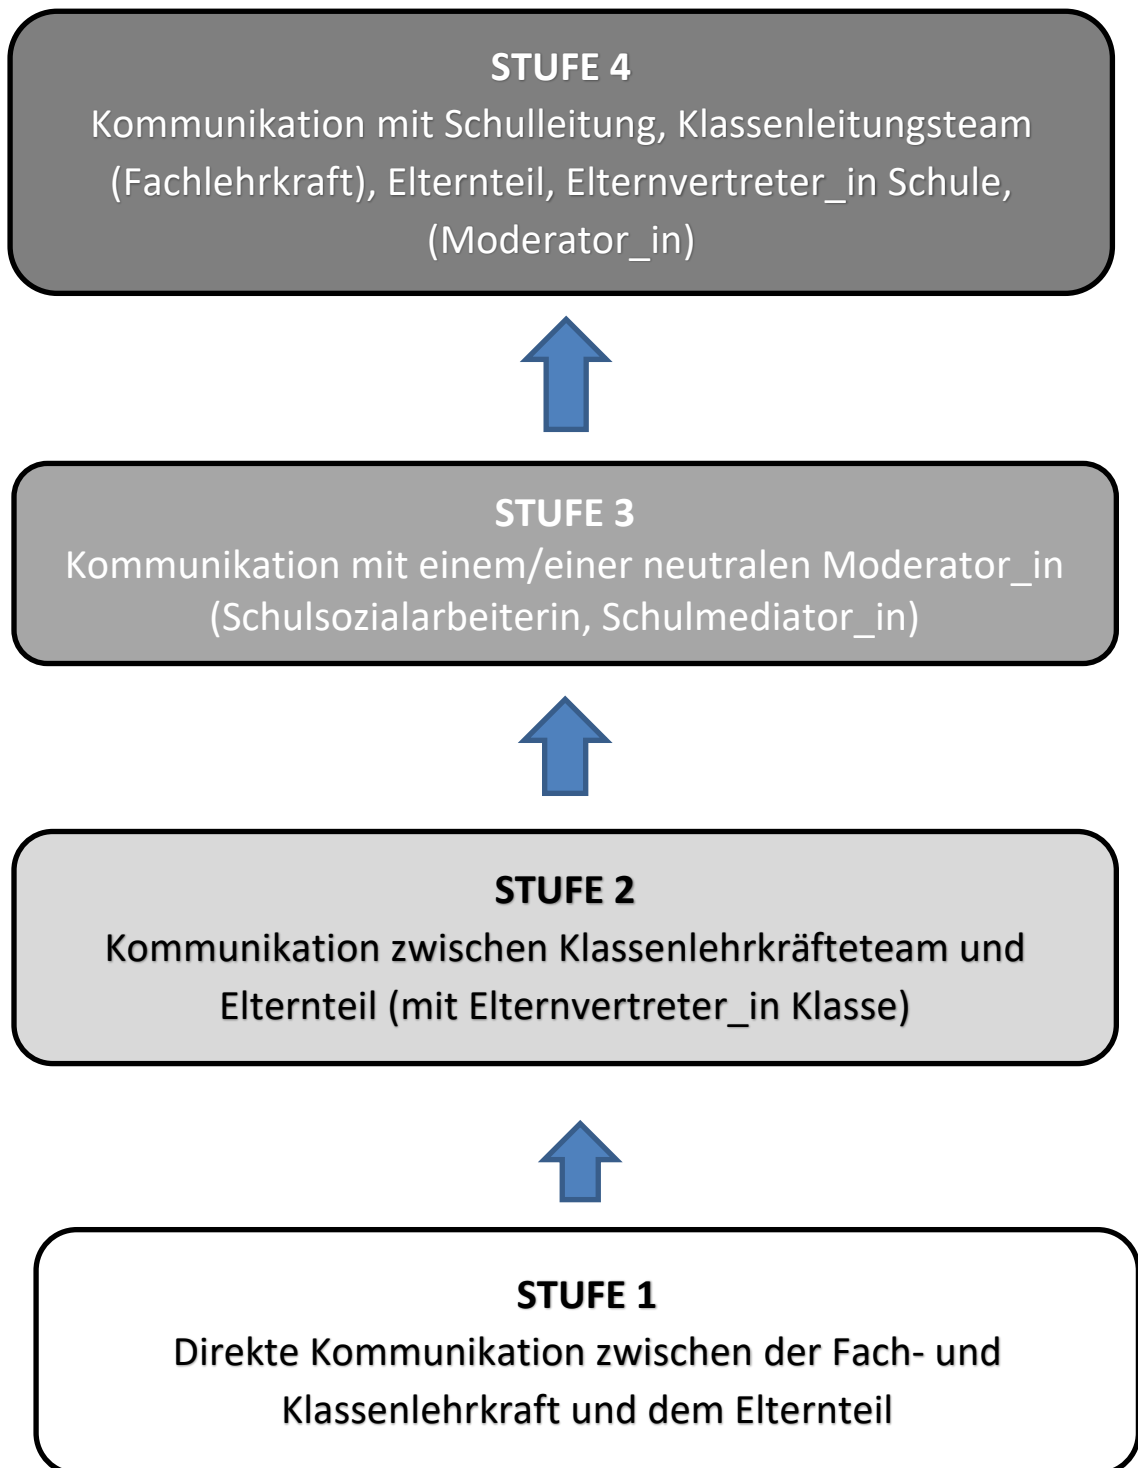 STUFE 4
Kommunikation mit Schulleitung, Klassenleitungsteam
(Fachlehrkraft), Elternteil, Elternvertreter_in Schule,
(Moderator_in)
STUFE 3
Kommunikation mit einem/einer neutralen Moderator_in
(Schulsozialarbeiterin, Schulmediator_in)
STUFE 2
Kommunikation zwischen Klassenlehrkräfteteam und
Elternteil (mit Elternvertreter_in Klasse)
STUFE 1
Direkte Kommunikation zwischen der Fach- und
Klassenlehrkraft und dem Elternteil